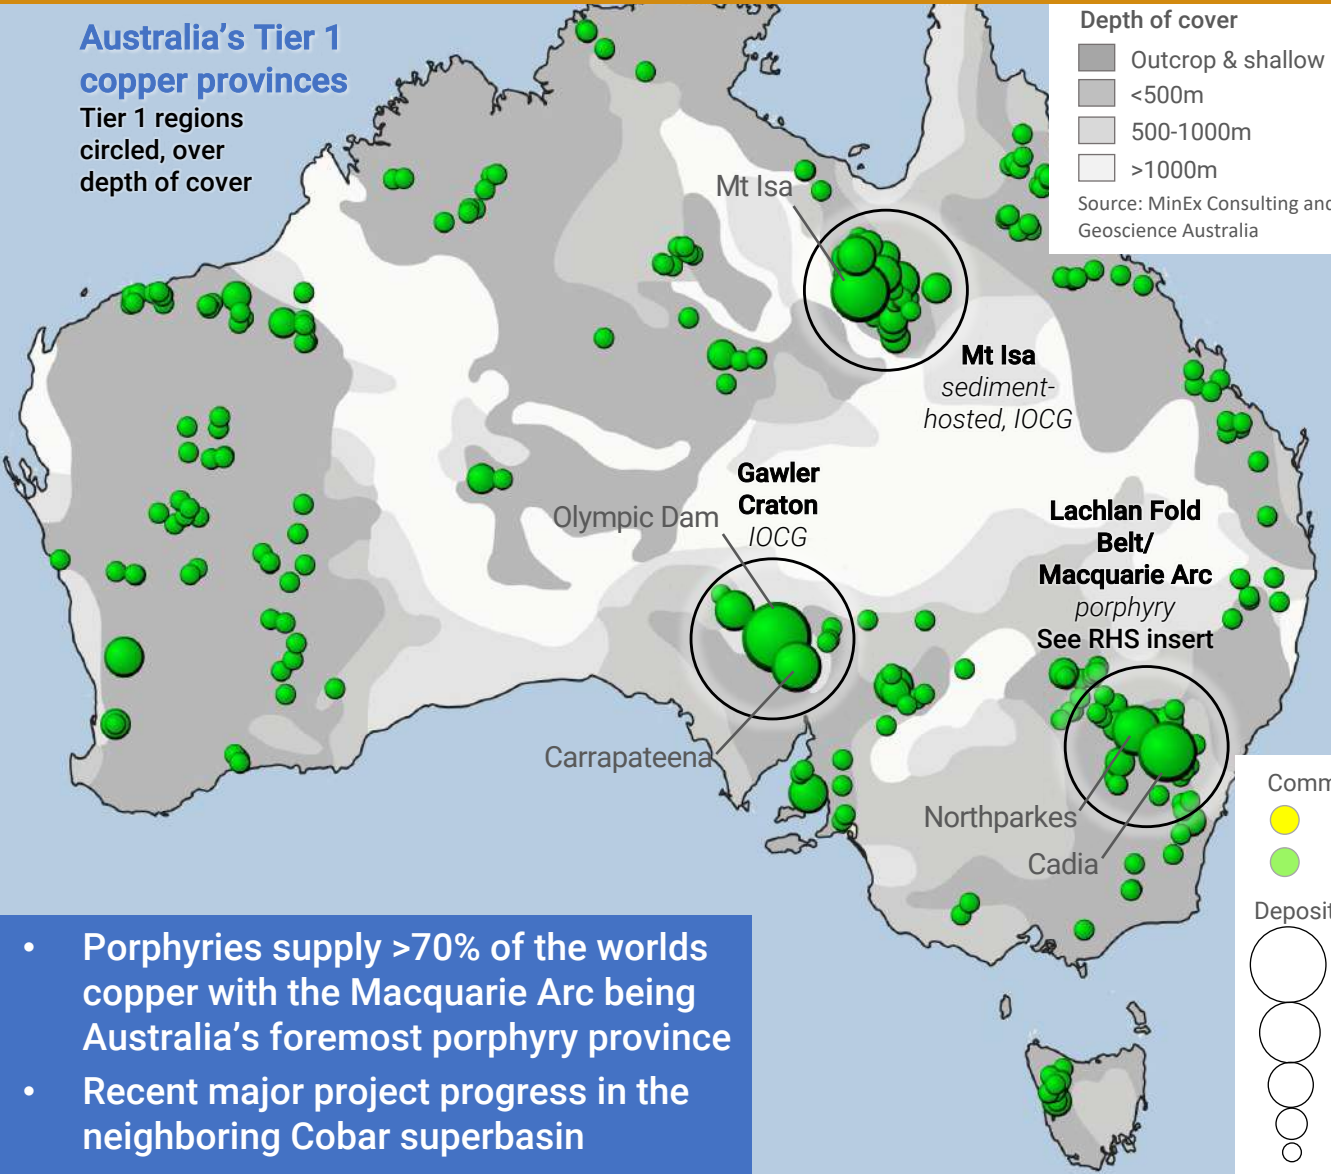 Australia's Tier 1
copper provinces
Tier 1 regions
circled, over
depth of cover
Depth of cover
Outcrop & shallow
<500m
500-1000m
>1000m
Source: MinEx Consulting and
Geoscience Australia
Mt Isa
Mt Isa
sediment-
hosted, IOCG
Gawler
Craton
IOCG
Olympic Dam
Carrapateena
Lachlan Fold
Belt/
Macquarie Arc
porphyry
See RHS insert
Northparkes
Cadia
Comm
Deposit
• Porphyries supply >70% of the worlds
copper with the Macquarie Arc being
Australia's foremost porphyry province
• Recent major project progress in the
neighboring Cobar superbasin